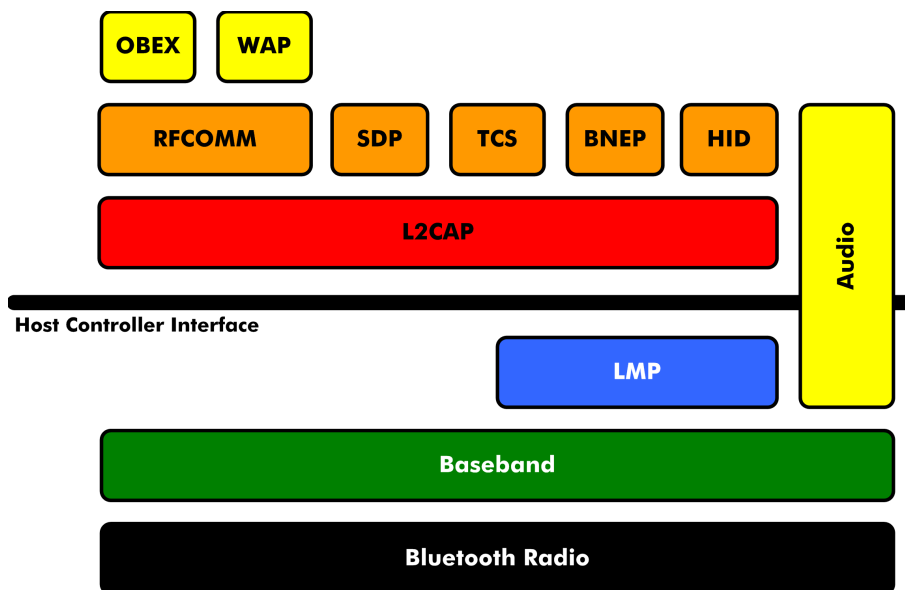 OBEX WAP
RFCOMM SDP TCS BNEP HID
L2CAP
Audio
Host Controller Interface
LMP
Baseband
Bluetooth Radio